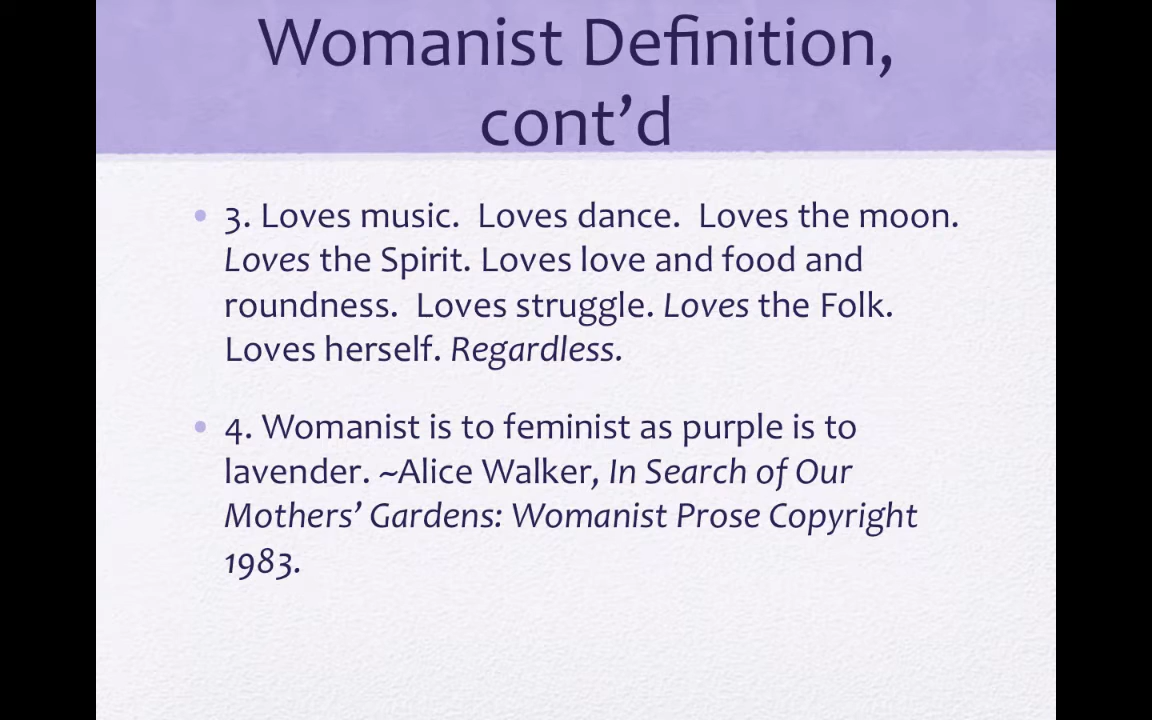 Womanist Definition,
cont’d
• 3. Loves music.  Loves dance.  Loves the moon.
Loves the Spirit. Loves love and food and
roundness.  Loves struggle. Loves the Folk.
Loves herself. Regardless.
• 4. Womanist is to feminist as purple is to
lavender. ~Alice Walker, In Search of Our
Mothers’ Gardens: Womanist Prose Copyright
1983.